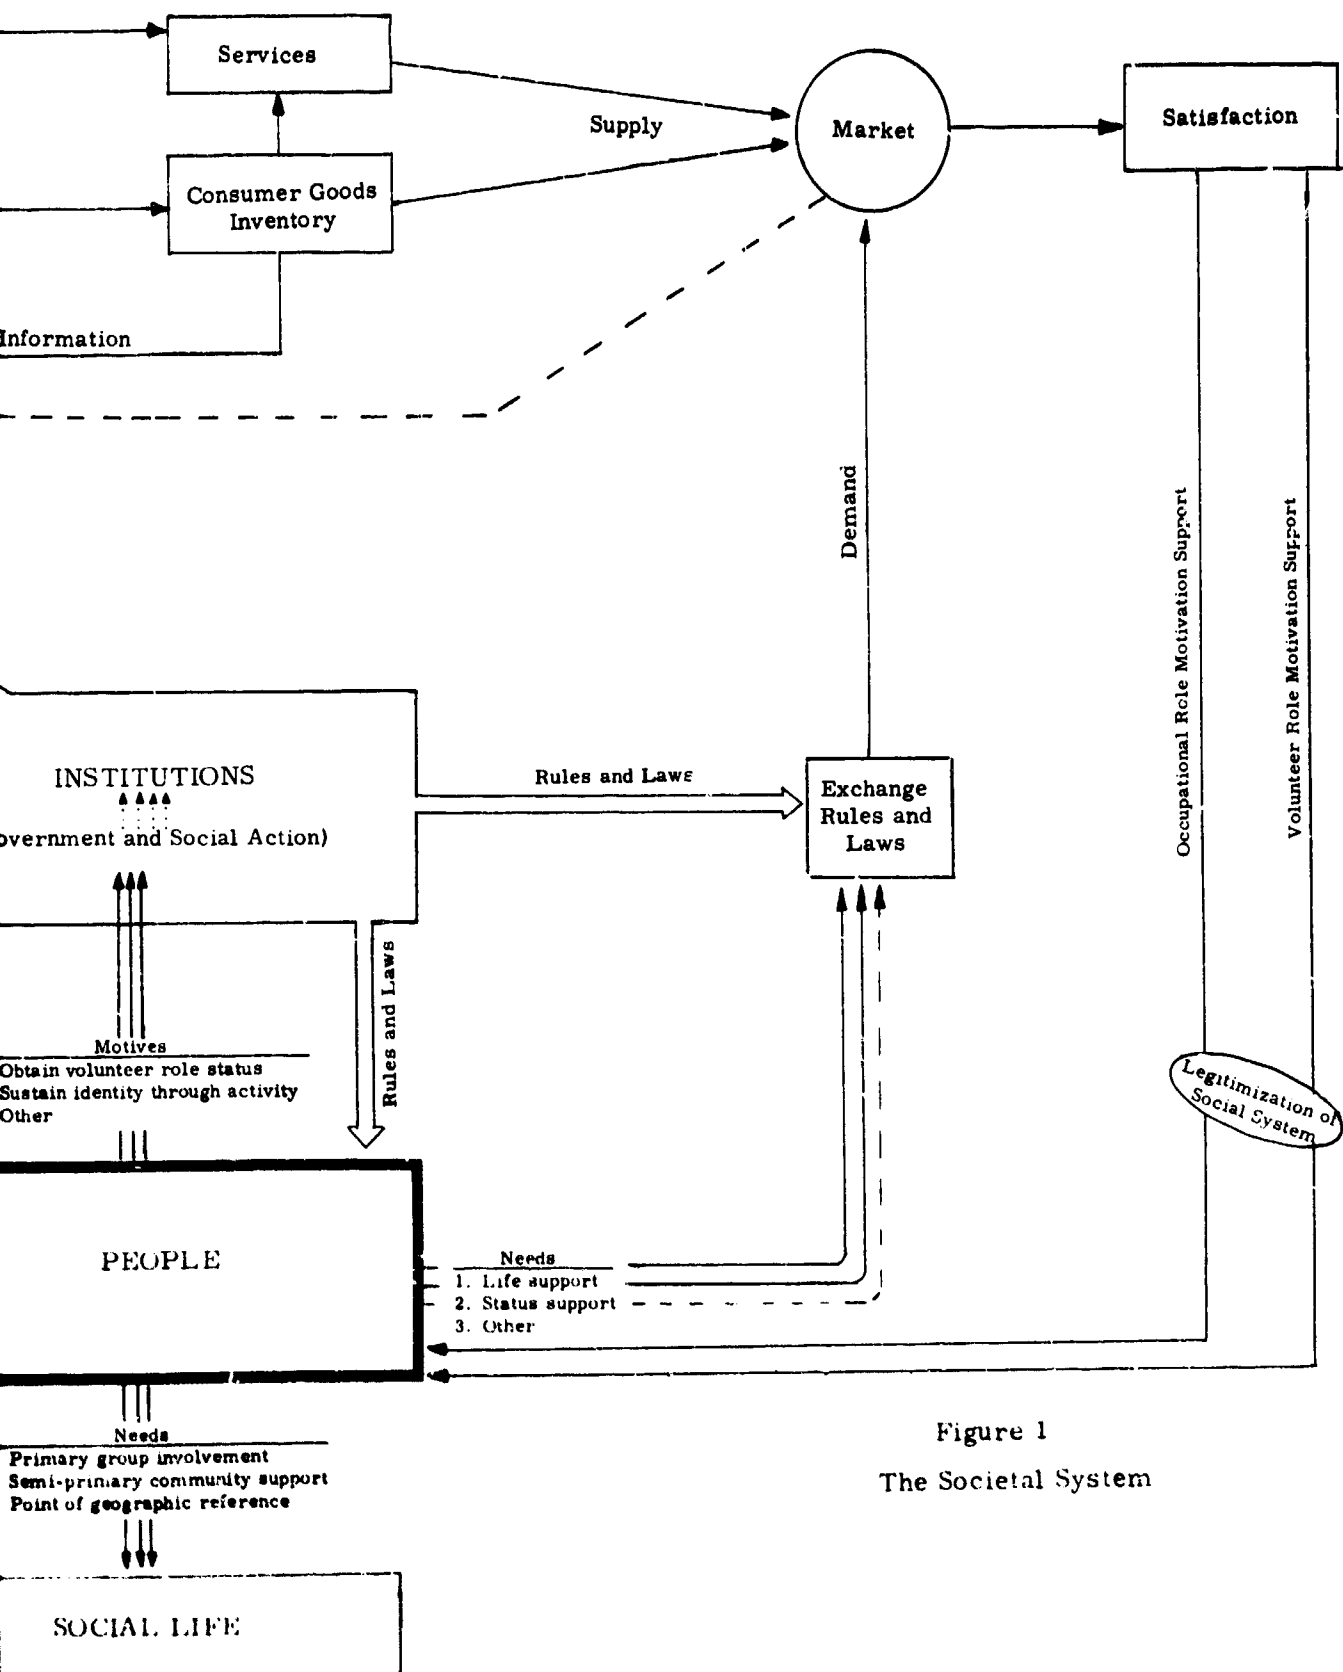 Services
Supply
Market
Satisfaction
Consumer Goods
Inventory
Information
Demand
Occupational Role Motivation Support
Volunteer Role Motivation Support
INSTITUTIONS
overnment and Social Action)
Rules and Laws
Exchange
Rules and
Laws
Rules and Laws
Motives
Obtain volunteer role status
Sustain identity through activity
Other
Legitimization of
Social System
PEOPLE
Needs
1. Life support
2. Status support
3. Other
Needs
Primary group involvement
Semi-primary community support
Point of geographic reference
Figure 1
The Societal System
SOCIAL LIFE